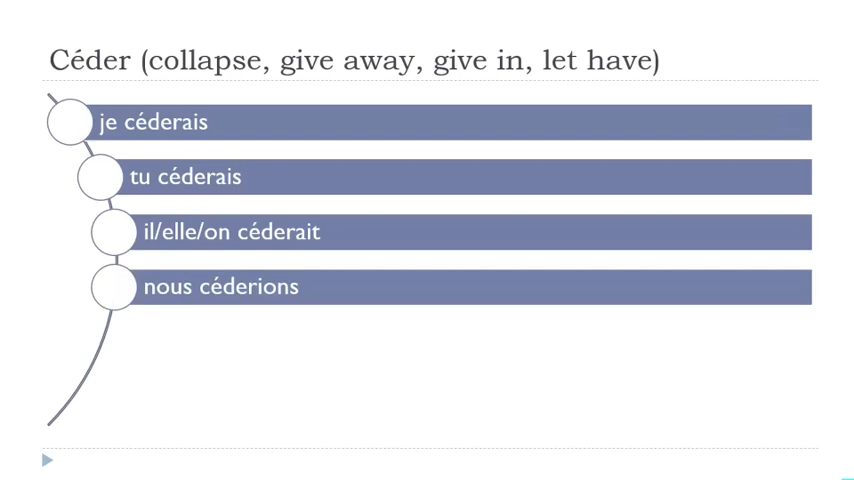 Céder (collapse, give away, give in, let have)
je céderais
tu céderais
il/elle/on céderait
nous céderions